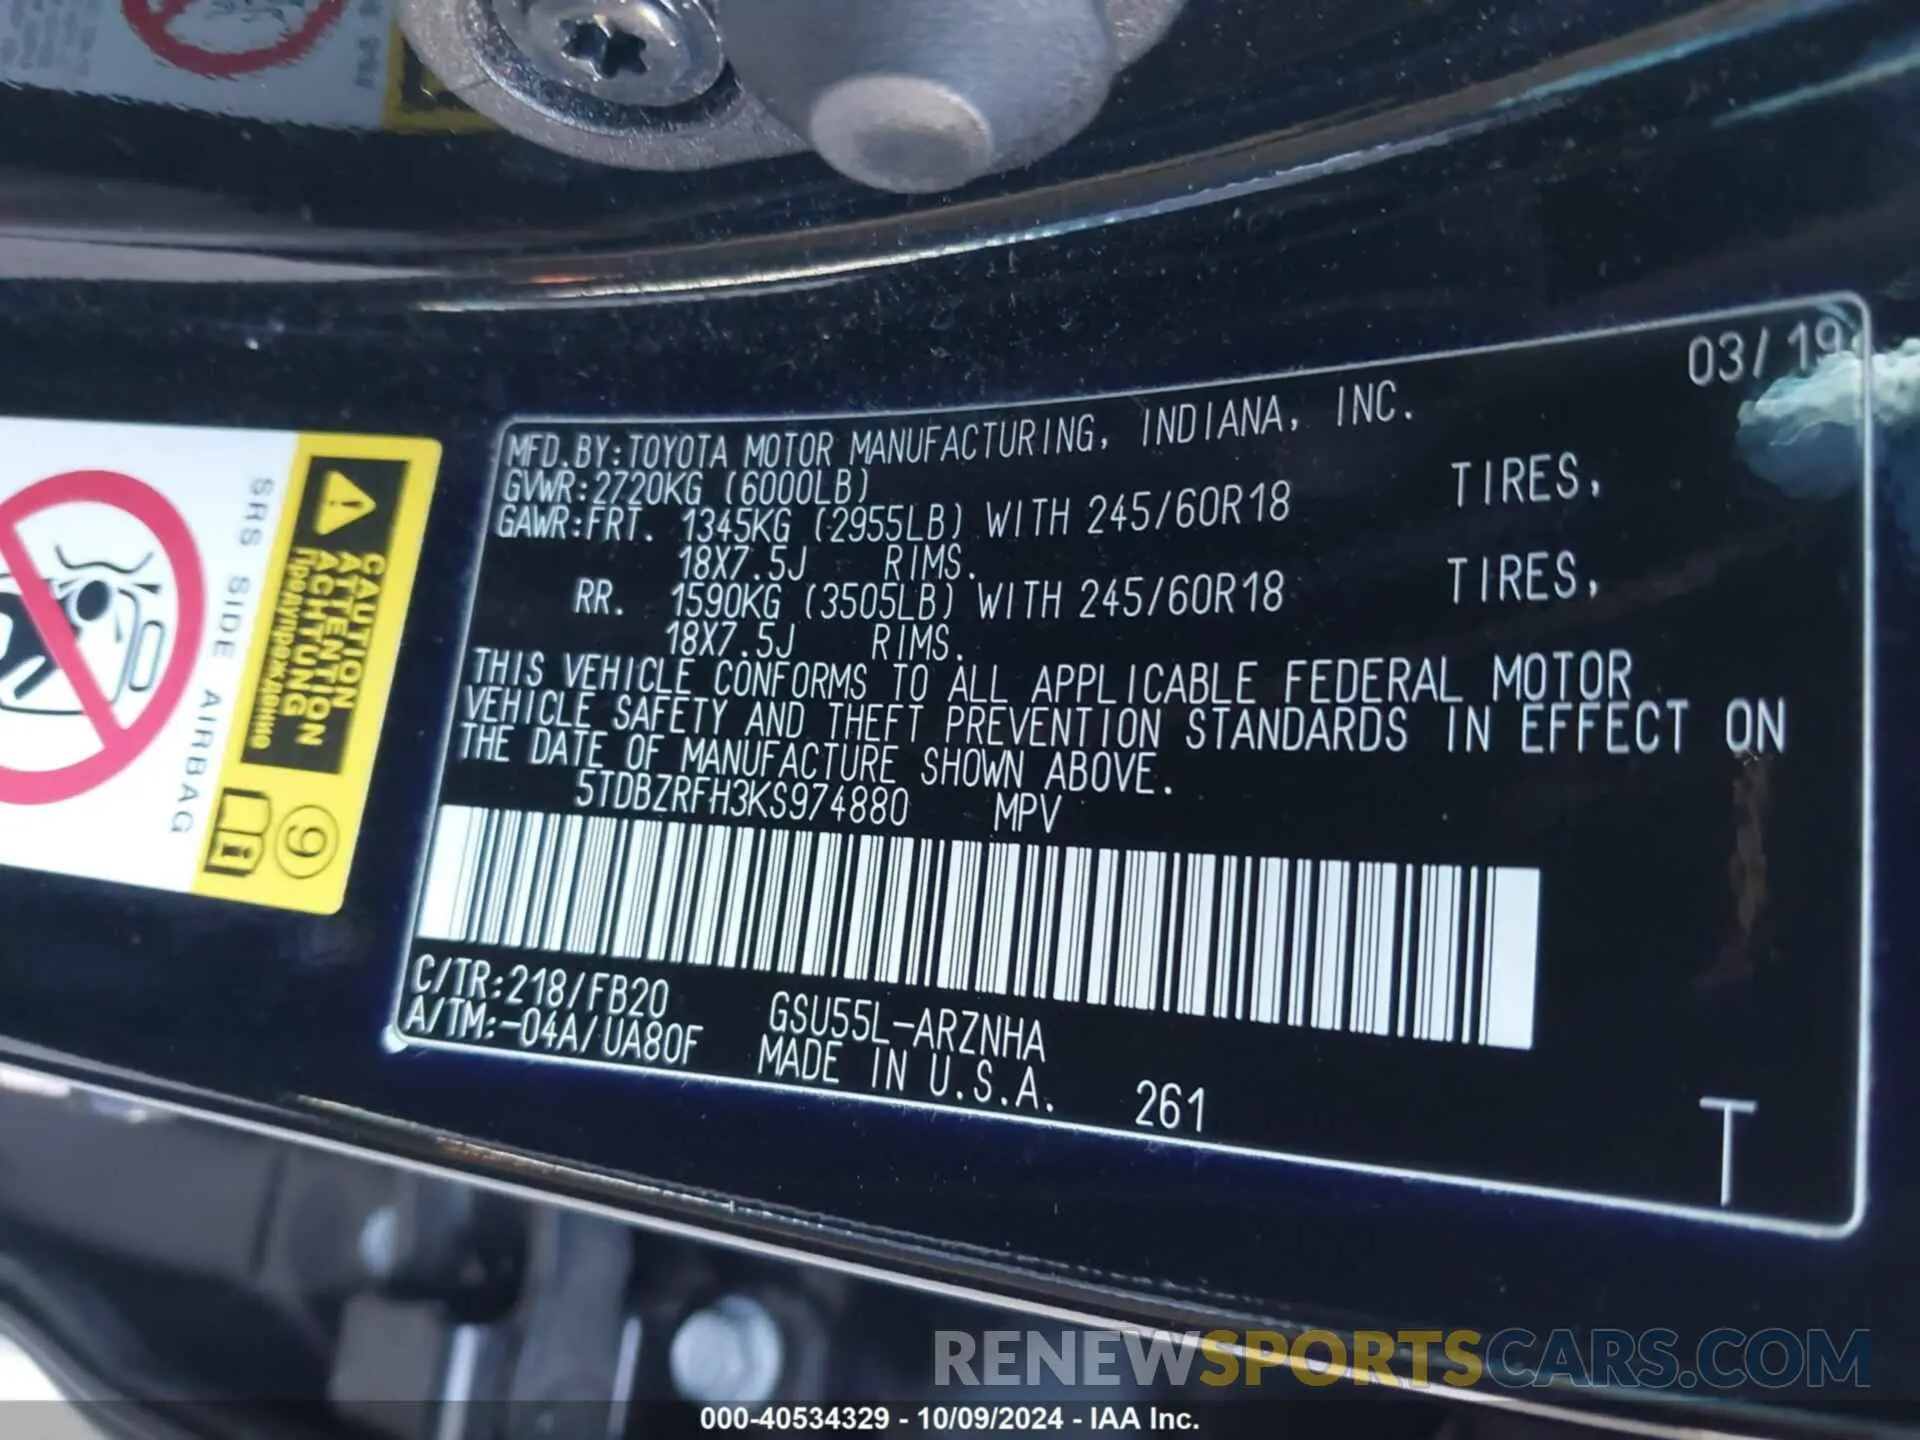 03/19
MFD.BY:TOYOTA MOTOR MANUFACTURING, INDIANA, INC.
GVWR:2720KG (6000LB)
GAWR:FRT. 1345KG (2955LB) WITH 245/60R18 TIRES,
18X7.5J RIMS.
RR. 1590KG (3505LB) WITH 245/60R18 TIRES,
18X7.5J RIMS.
THIS VEHICLE CONFORMS TO ALL APPLICABLE FEDERAL MOTOR
VEHICLE SAFETY AND THEFT PREVENTION STANDARDS IN EFFECT ON
THE DATE OF MANUFACTURE SHOWN ABOVE.
5TDBZRFH3KS974880 MPV
C/TR:218/FB20 GSU55L-ARZNHA
A/TM:-04A/UA80F MADE IN U.S.A. 261
T
CAUTION
ATTENTION
ACHTUNG
SRS SIDE AIRBAG
9
RENEWSPORTSCARS.COM
000-40534329 - 10/09/2024 - IAA Inc.